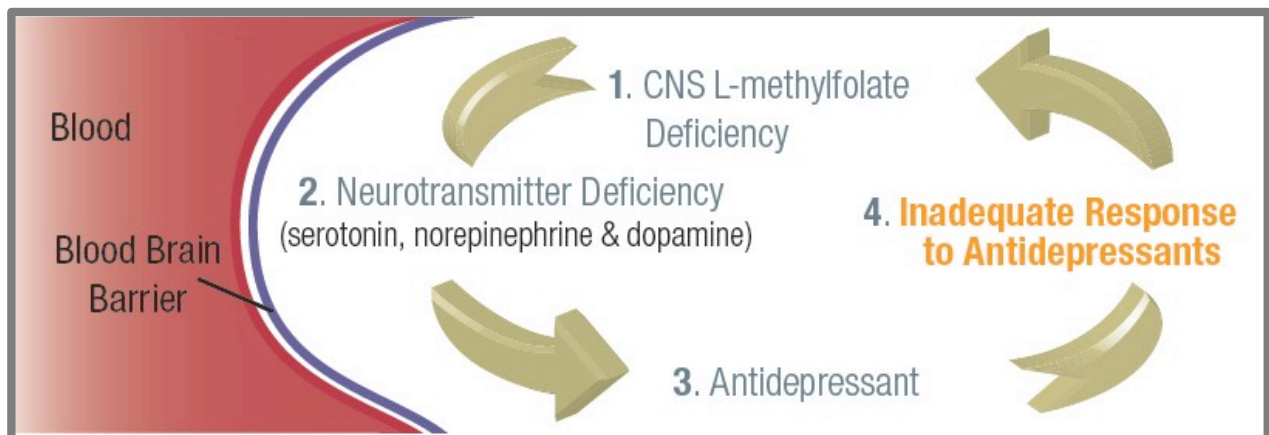 Blood
Blood Brain
Barrier
1. CNS L-methylfolate
Deficiency
2. Neurotransmitter Deficiency
(serotonin, norepinephrine & dopamine)
3. Antidepressant
4. Inadequate Response
to Antidepressants